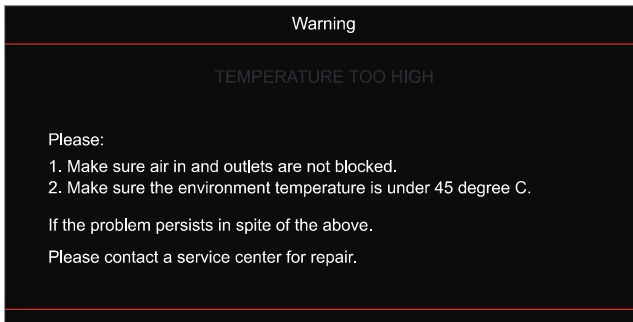 Warning
TEMPERATURE TOO HIGH
Please:
1. Make sure air in and outlets are not blocked.
2. Make sure the environment temperature is under 45 degree C.
If the problem persists in spite of the above.
Please contact a service center for repair.